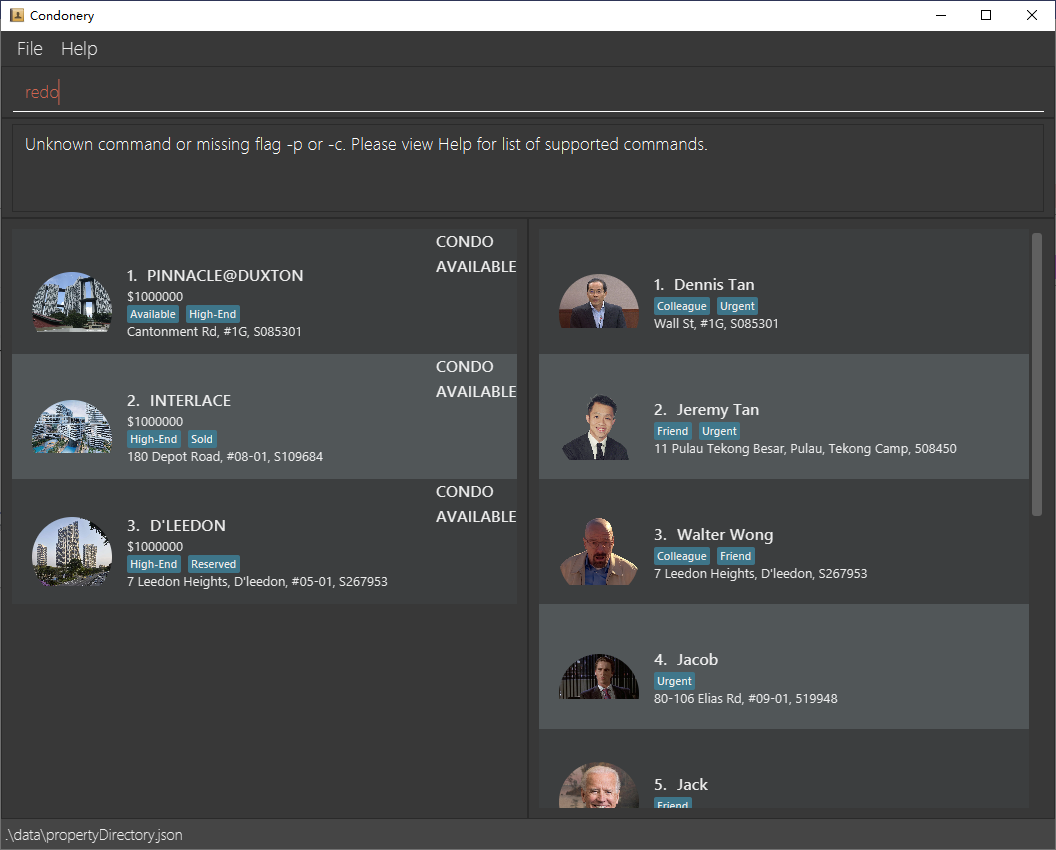 Condonery
File Help
redo
Unknown command or missing flag -p or -c. Please view Help for list of supported commands.
CONDO
AVAILABLE
1. PINNACLE@DUXTON
$1000000
Available High-End
Cantonment Rd, #1G, S085301
CONDO
AVAILABLE
2. INTERLACE
$1000000
High-End Sold
180 Depot Road, #08-01, S109684
CONDO
AVAILABLE
3. D'LEEDON
$1000000
High-End Reserved
7 Leedon Heights, D'leedon, #05-01, S267953
1. Dennis Tan
Colleague Urgent
Wall St, #1G, S085301
2. Jeremy Tan
Friend Urgent
11 Pulau Tekong Besar, Pulau, Tekong Camp, 508450
3. Walter Wong
Colleague Friend
7 Leedon Heights, D'leedon, S267953
4. Jacob
Urgent
80-106 Elias Rd, #09-01, 519948
5. Jack
Friend
.\data\propertyDirectory.json